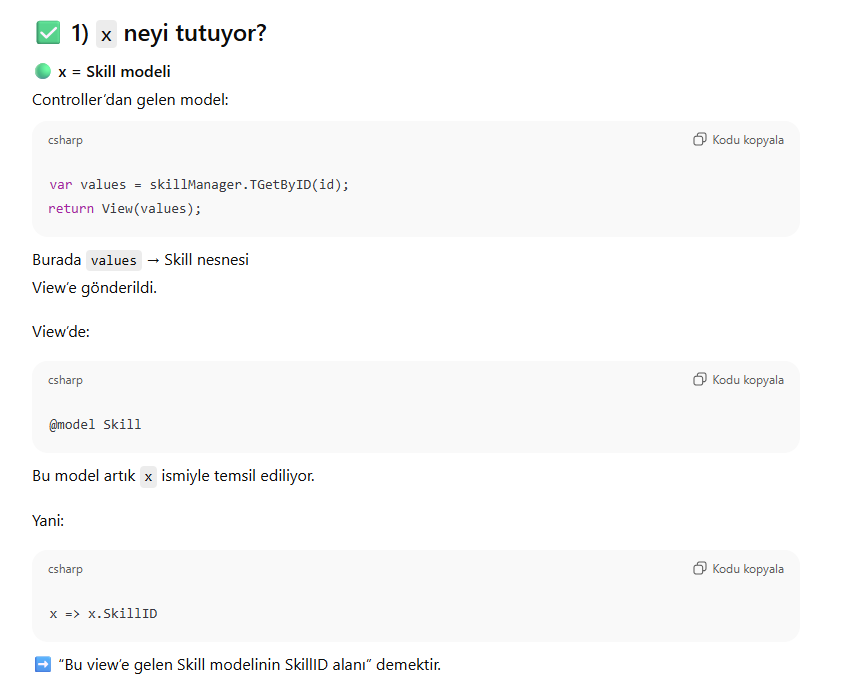 ✅ 1) x neyi tutuyor?
🟢 x = Skill modeli
Controller’dan gelen model:
csharp
Kodu kopyala
var values = skillManager.TGetByID(id);
return View(values);
Burada values → Skill nesnesi
View’e gönderildi.
View’de:
csharp
Kodu kopyala
@model Skill
Bu model artık x ismiyle temsil ediliyor.
Yani:
csharp
Kodu kopyala
x => x.SkillID
➡️ “Bu view’e gelen Skill modelinin SkillID alanı” demektir.